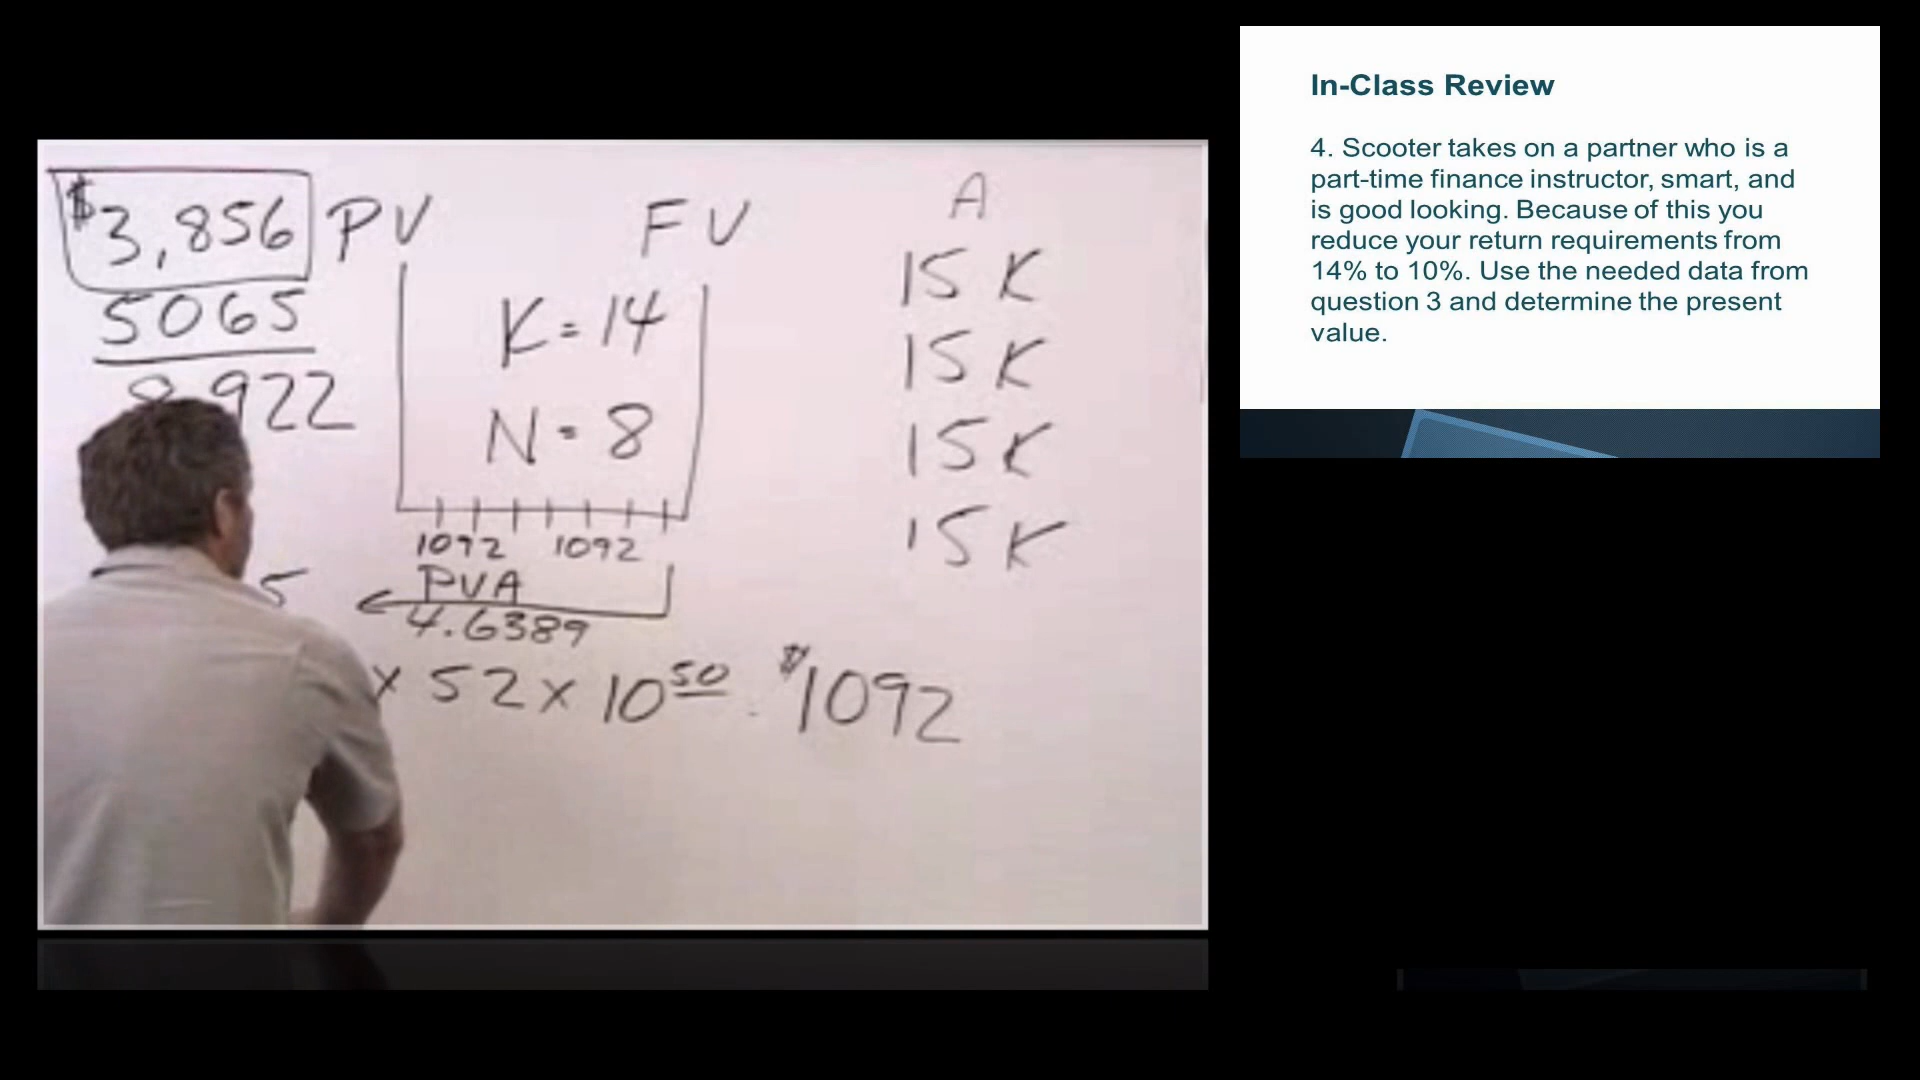 $3,856 PV FV A
5065
8,922
K = 14
N = 8
15K
15K
15K
15K
1092 1092
PVA
4.6389
5
x 52 x 10 50 $1092
In-Class Review
4. Scooter takes on a partner who is a
part-time finance instructor, smart, and
is good looking. Because of this you
reduce your return requirements from
14% to 10%. Use the needed data from
question 3 and determine the present
value.